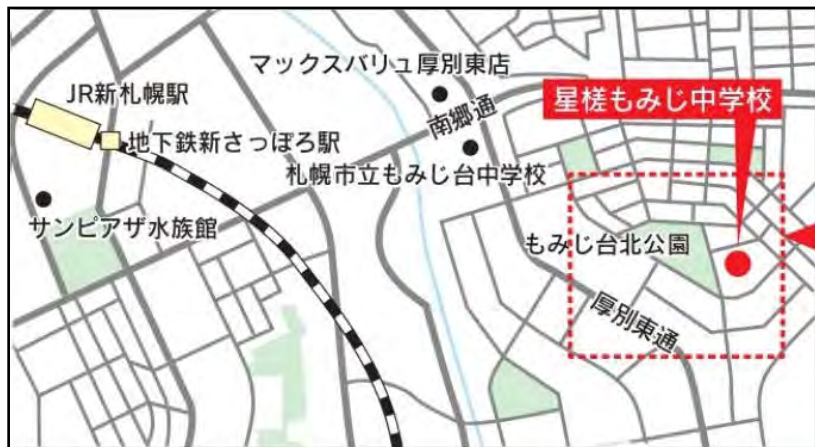 マックスバリュ厚別東店
JR新札幌駅
星槎もみじ中学校
南郷通
地下鉄新さっぽろ駅
札幌市立もみじ台中学校
サンピアザ水族館
もみじ台北公園
厚別東通